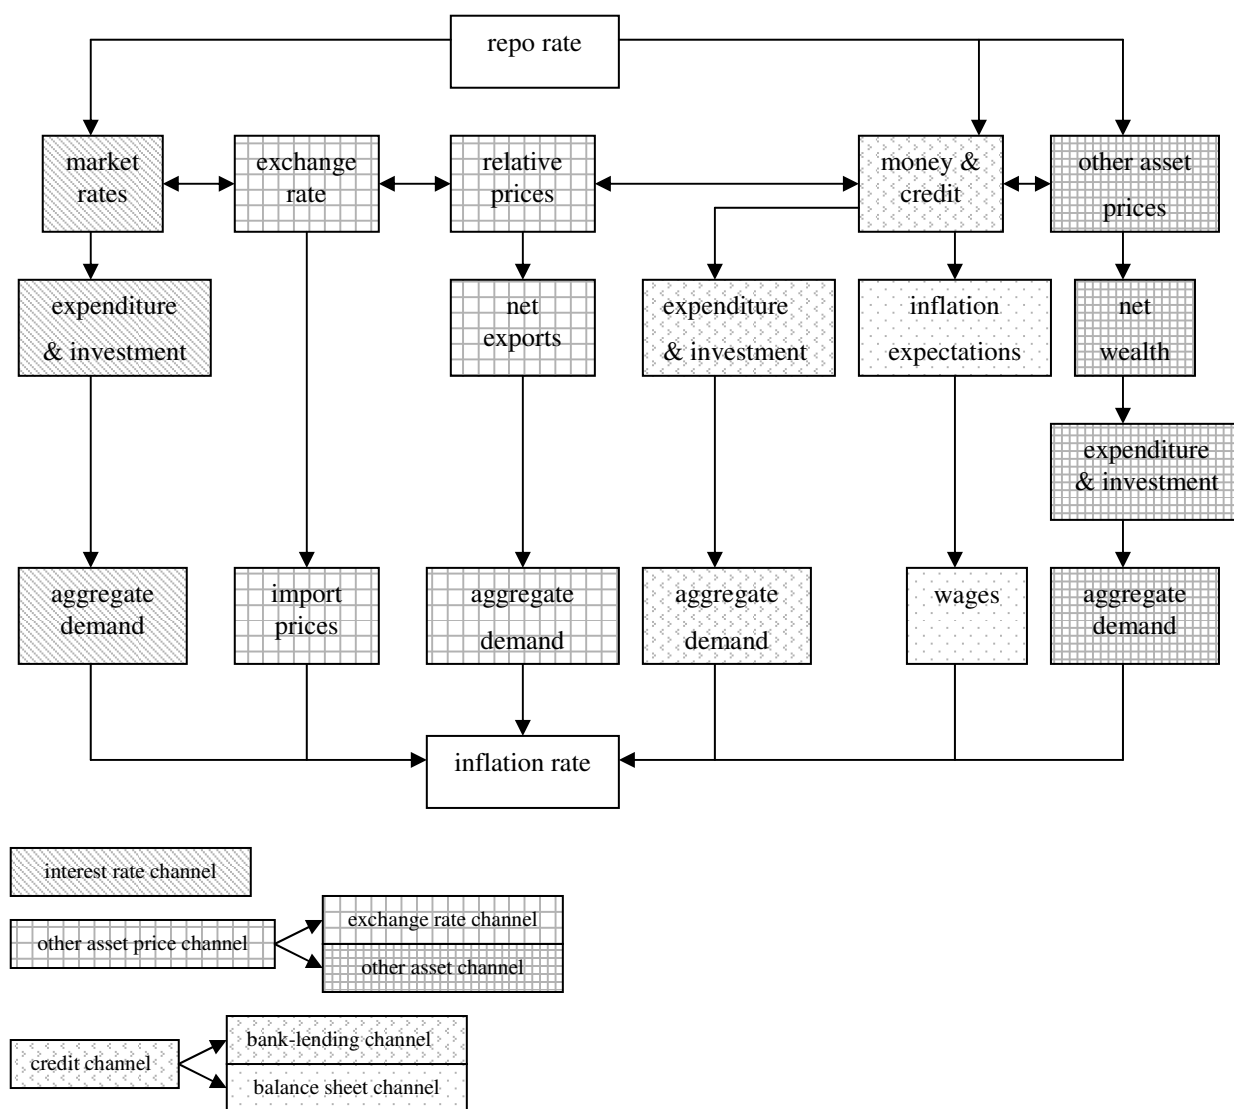 repo rate
market
rates
exchange
rate
relative
prices
money &
credit
other asset
prices
expenditure
& investment
net
exports
expenditure
& investment
inflation
expectations
net
wealth
expenditure
& investment
aggregate
demand
import
prices
aggregate
demand
aggregate
demand
wages
aggregate
demand
inflation rate
interest rate channel
other asset price channel
exchange rate channel
other asset channel
credit channel
bank-lending channel
balance sheet channel